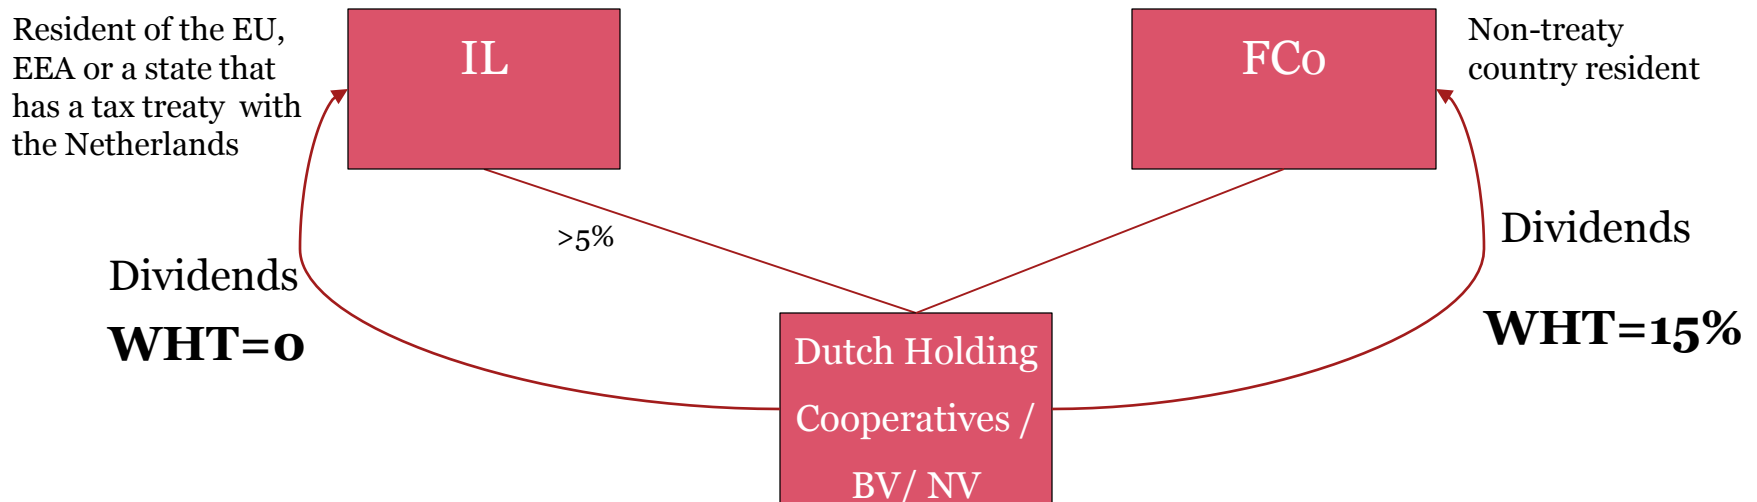 Resident of the EU,
EEA or a state that
has a tax treaty with
the Netherlands
IL
FCo
Non-treaty
country resident
>5%
Dividends
WHT=0
Dividends
WHT=15%
Dutch Holding
Cooperatives /
BV/ NV